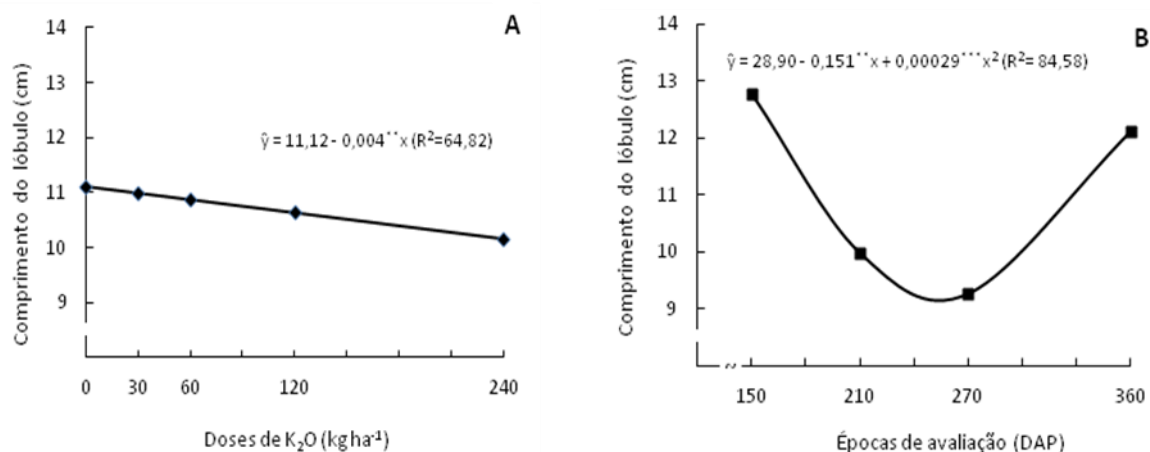 A
Comprimento do lóbulo (cm)
14
13
12
11
10
9
ŷ = 11,12 - 0,004**x (R²=64,82)
0 30 60 120 240
Doses de K₂O (kg ha⁻¹)
B
Comprimento do lóbulo (cm)
14
13
12
11
10
9
ŷ = 28,90 - 0,151**x + 0,00029***x² (R²= 84,58)
150 210 270 360
Épocas de avaliação (DAP)